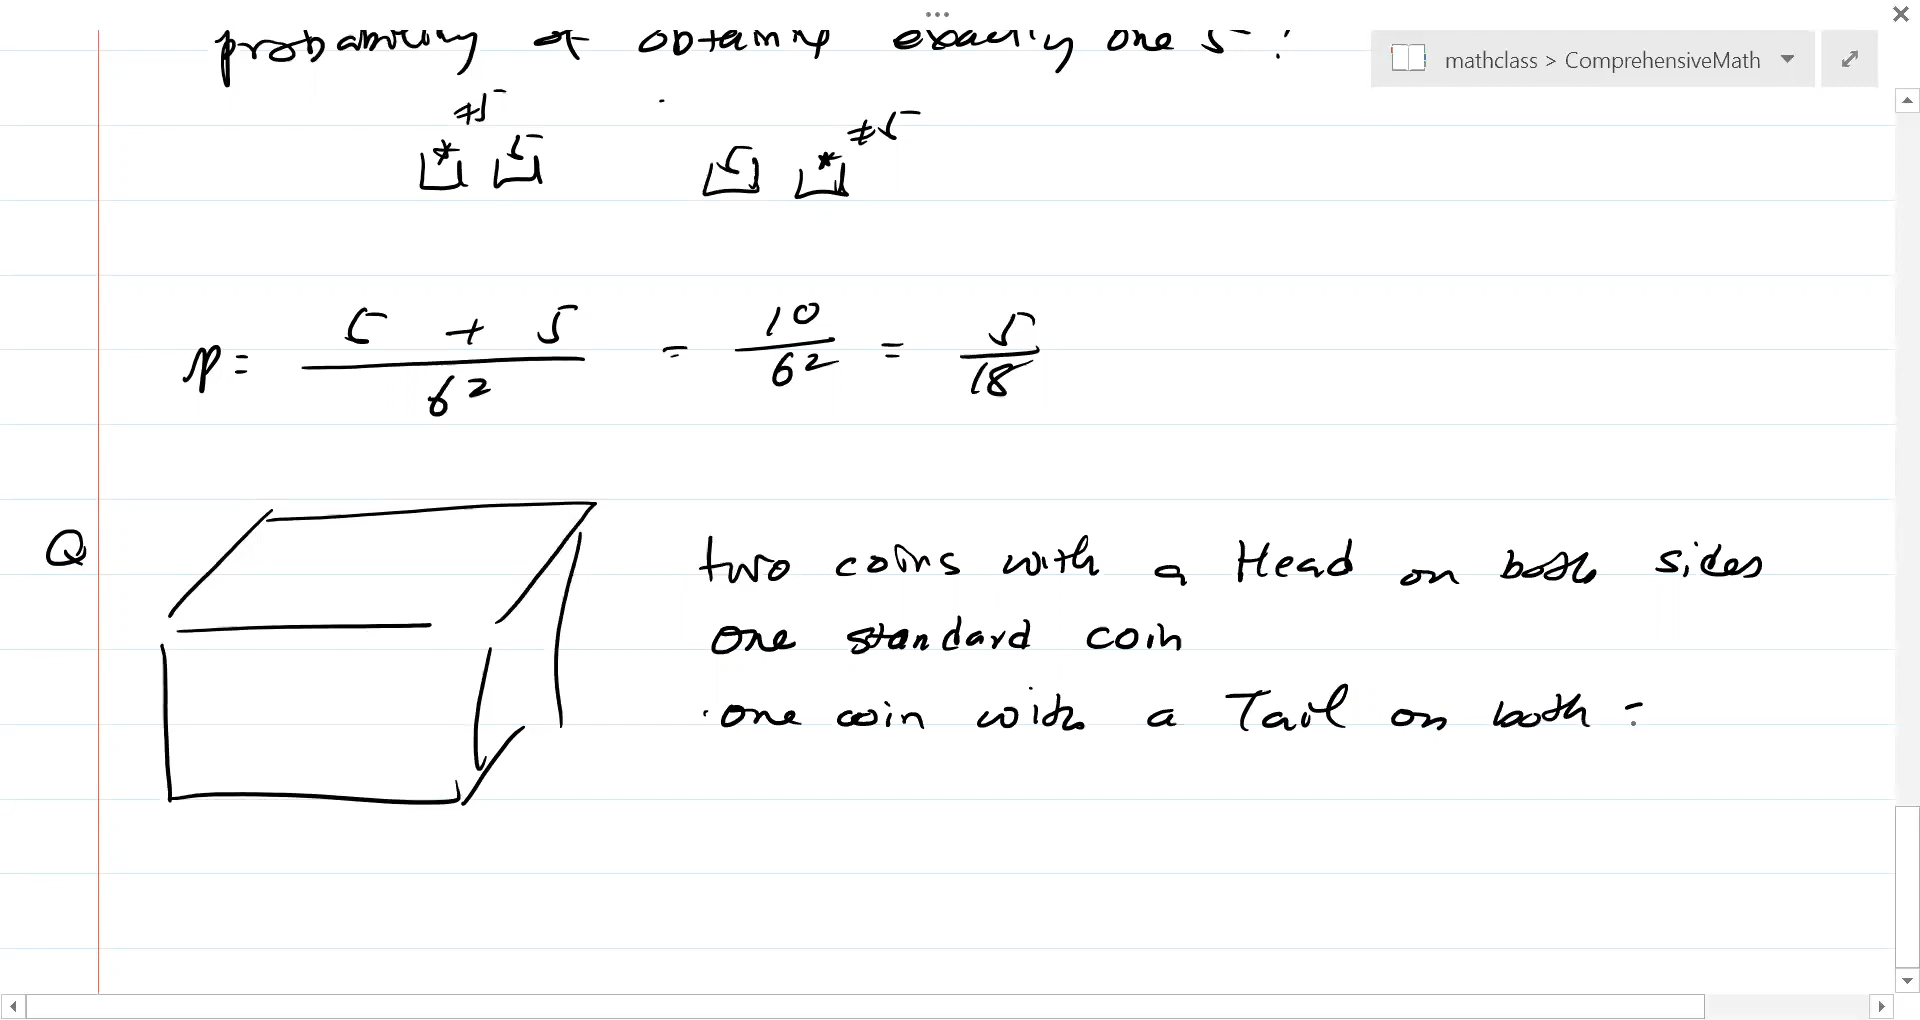 probability of obtaining exactly one 5?
mathclass > ComprehensiveMath
≠5
* 5
5 * ≠5
p = 5 + 5 / 6² = 10 / 6² = 5 / 18
Q
two coins with a Head on both sides
one standard coin
one coin with a Tail on both